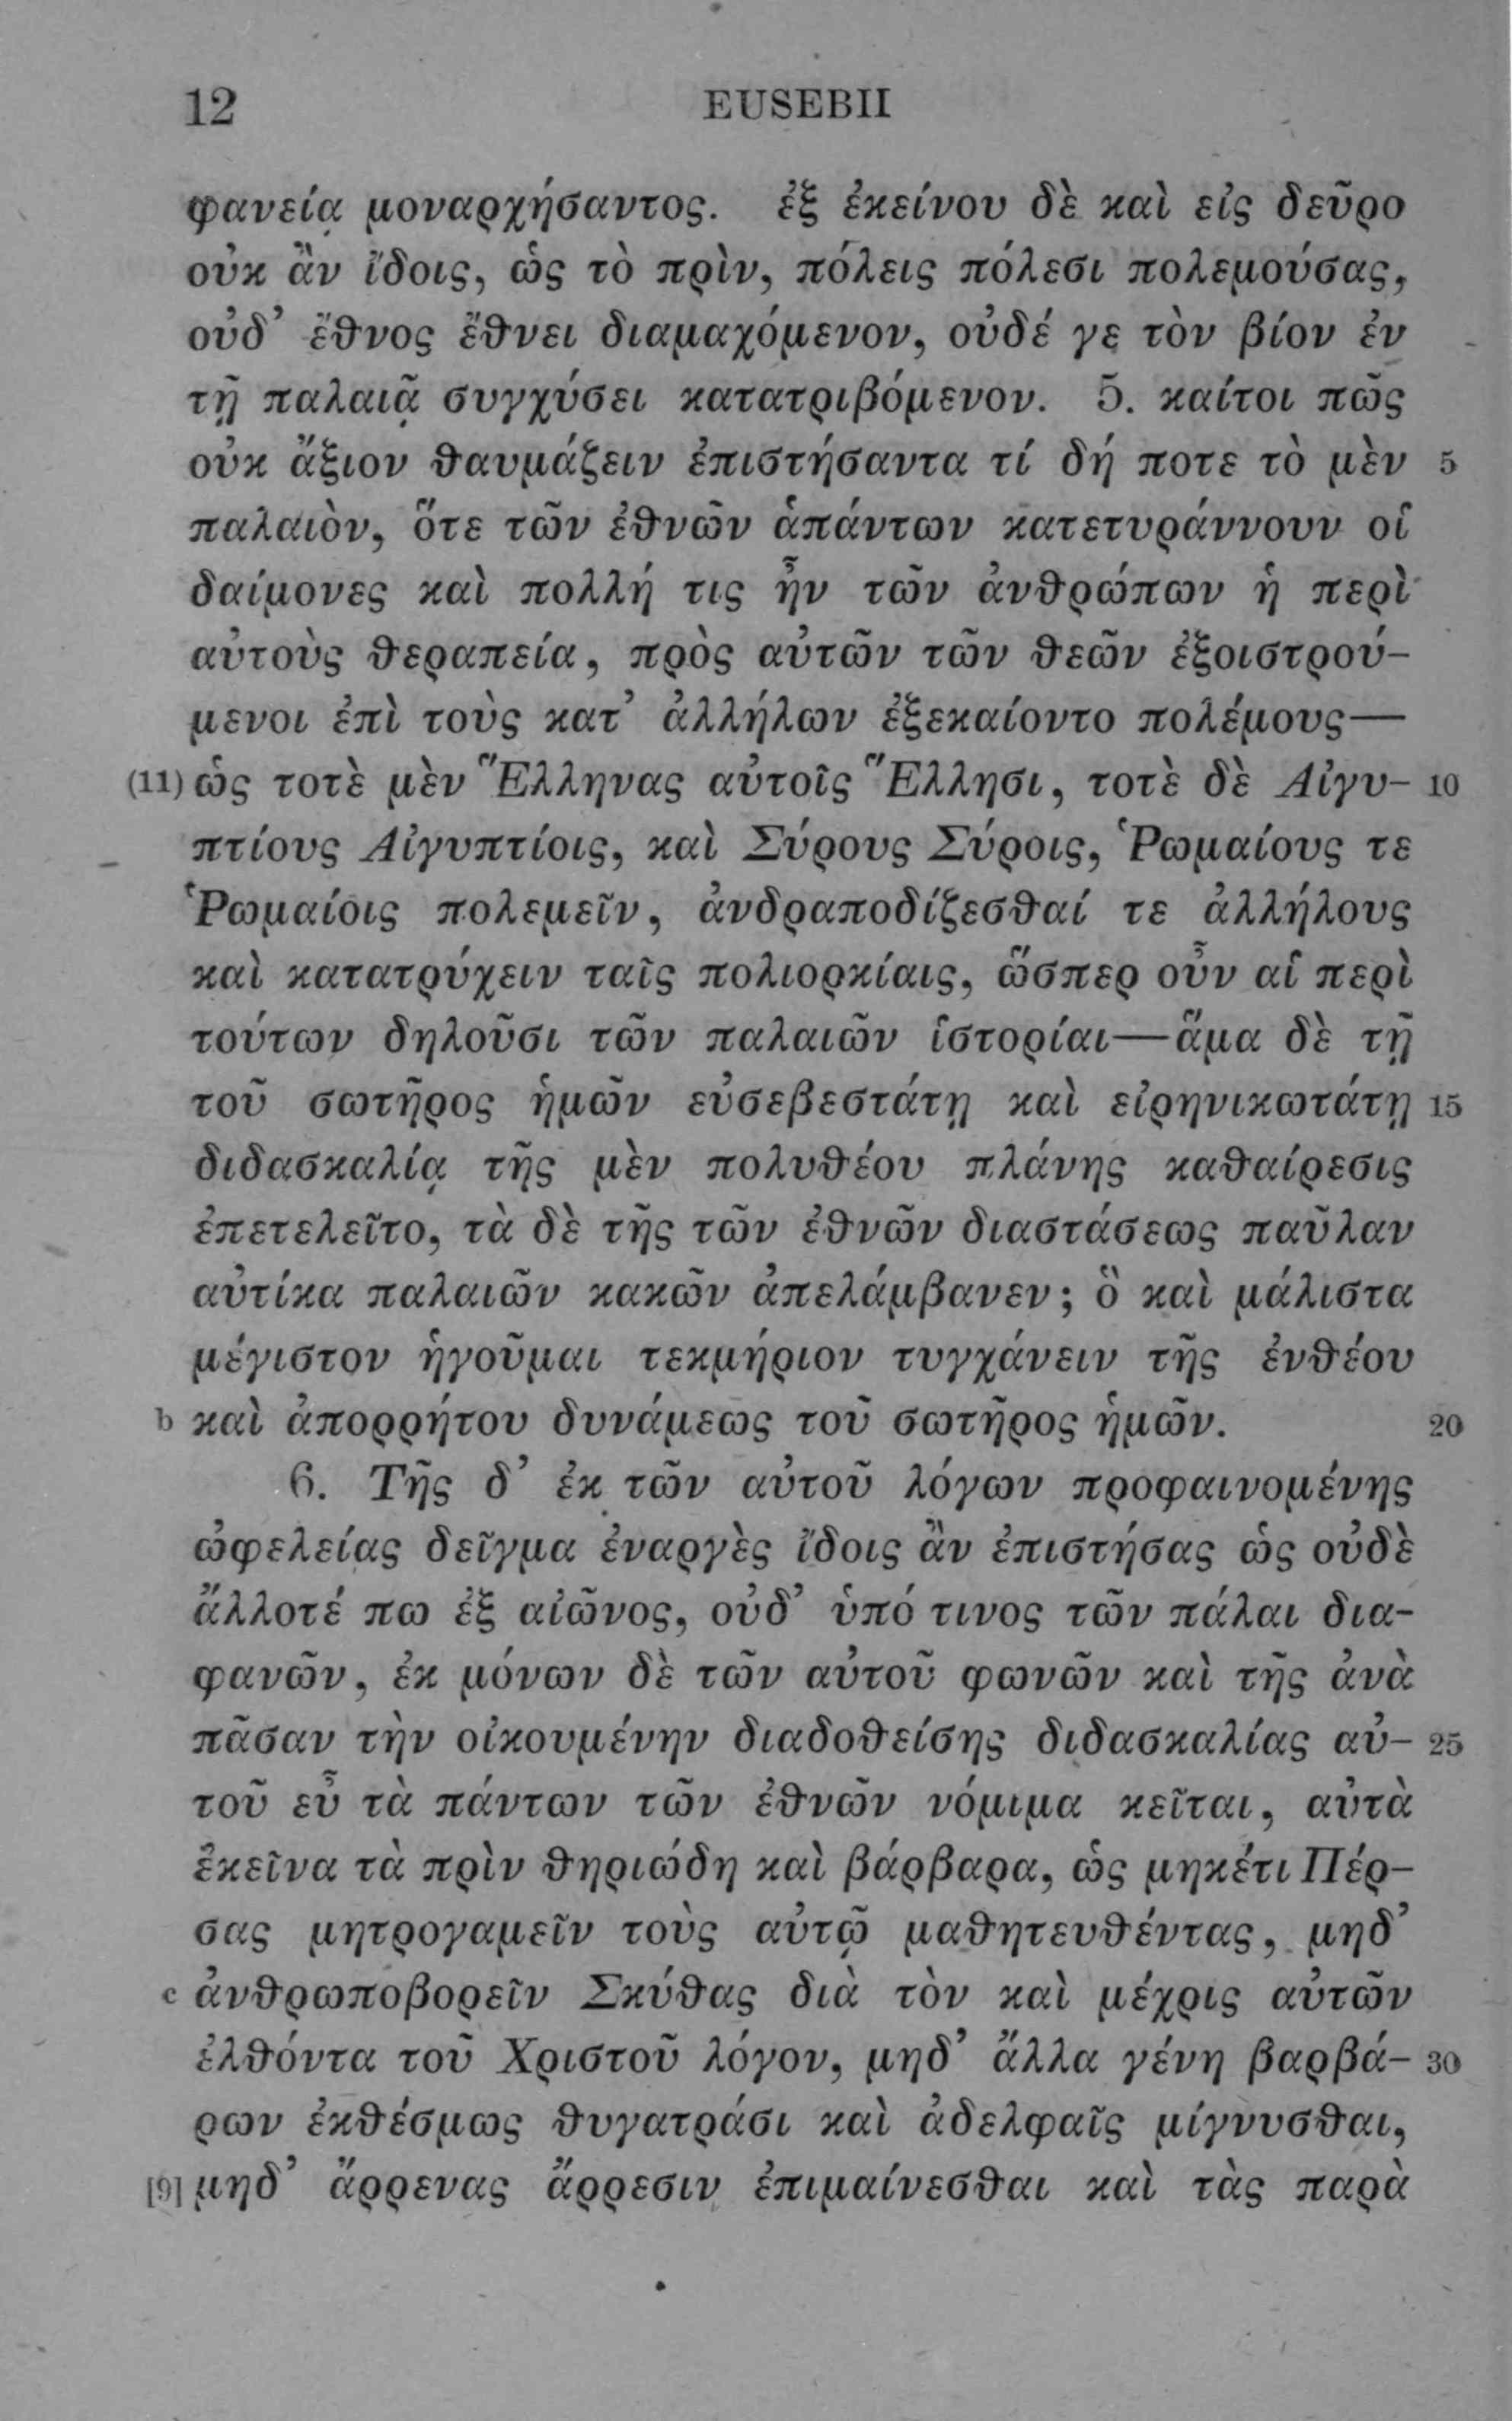 12 EUSEBII
φανείᾳ μοναρχήσαντος. ἐξ ἐκείνου δὲ καὶ εἰς δεῦρο
οὐκ ἂν ἴδοις, ὡς τὸ πρὶν, πόλεις πόλεσι πολεμούσας,
οὐδ’ ἔθνος ἔθνει διαμαχόμενον, οὐδέ γε τὸν βίον ἐν
τῇ παλαιᾷ συγχύσει κατατριβόμενον. 5. καίτοι πῶς
οὐκ ἄξιον θαυμάζειν ἐπιστήσαντα τί δή ποτε τὸ μὲν 5
παλαιὸν, ὅτε τῶν ἐθνῶν ἁπάντων κατετυράννουν οἱ
δαίμονες καὶ πολλή τις ἦν τῶν ἀνθρώπων ἡ περὶ
αὐτοὺς θεραπεία, πρὸς αὐτῶν τῶν θεῶν ἐξοιστρού-
μενοι ἐπὶ τοὺς κατ’ ἀλλήλων ἐξεκαίοντο πολέμους—
(11) ὡς τοτὲ μὲν Ἕλληνας αὐτοῖς Ἕλλησι, τοτὲ δὲ Αἰγυ- 10
πτίους Αἰγυπτίοις, καὶ Σύρους Σύροις, Ῥωμαίους τε
Ῥωμαίοις πολεμεῖν, ἀνδραποδίζεσθαί τε ἀλλήλους
καὶ κατατρύχειν ταῖς πολιορκίαις, ὥσπερ οὖν αἱ περὶ
τούτων δηλοῦσι τῶν παλαιῶν ἱστορίαι—ἅμα δὲ τῇ
τοῦ σωτῆρος ἡμῶν εὐσεβεστάτῃ καὶ εἰρηνικωτάτῃ 15
διδασκαλίᾳ τῆς μὲν πολυθέου πλάνης καθαίρεσις
ἐπετελεῖτο, τὰ δὲ τῆς τῶν ἐθνῶν διαστάσεως παῦλαν
αὐτίκα παλαιῶν κακῶν ἀπελάμβανεν; ὃ καὶ μάλιστα
μέγιστον ἡγοῦμαι τεκμήριον τυγχάνειν τῆς ἐνθέου
b καὶ ἀπορρήτου δυνάμεως τοῦ σωτῆρος ἡμῶν. 20
6. Τῆς δ’ ἐκ τῶν αὐτοῦ λόγων προφαινομένης
ὠφελείας δεῖγμα ἐναργὲς ἴδοις ἂν ἐπιστήσας ὡς οὐδὲ
ἄλλοτέ πω ἐξ αἰῶνος, οὐδ’ ὑπό τινος τῶν πάλαι δια-
φανῶν, ἐκ μόνων δὲ τῶν αὐτοῦ φωνῶν καὶ τῆς ἀνὰ
πᾶσαν τὴν οἰκουμένην διαδοθείσης διδασκαλίας αὐ- 25
τοῦ εὖ τὰ πάντων τῶν ἐθνῶν νόμιμα κεῖται, αὐτὰ
ἐκεῖνα τὰ πρὶν θηριώδη καὶ βάρβαρα, ὡς μηκέτι Πέρ-
σας μητρογαμεῖν τοὺς αὐτῷ μαθητευθέντας, μηδ’
c ἀνθρωποβορεῖν Σκύθας διὰ τὸν καὶ μέχρις αὐτῶν
ἐλθόντα τοῦ Χριστοῦ λόγον, μηδ’ ἄλλα γένη βαρβά- 30
ρων ἐκθέσμως θυγατράσι καὶ ἀδελφαῖς μίγνυσθαι,
[9] μηδ’ ἄρρενας ἄρρεσιν ἐπιμαίνεσθαι καὶ τὰς παρὰ